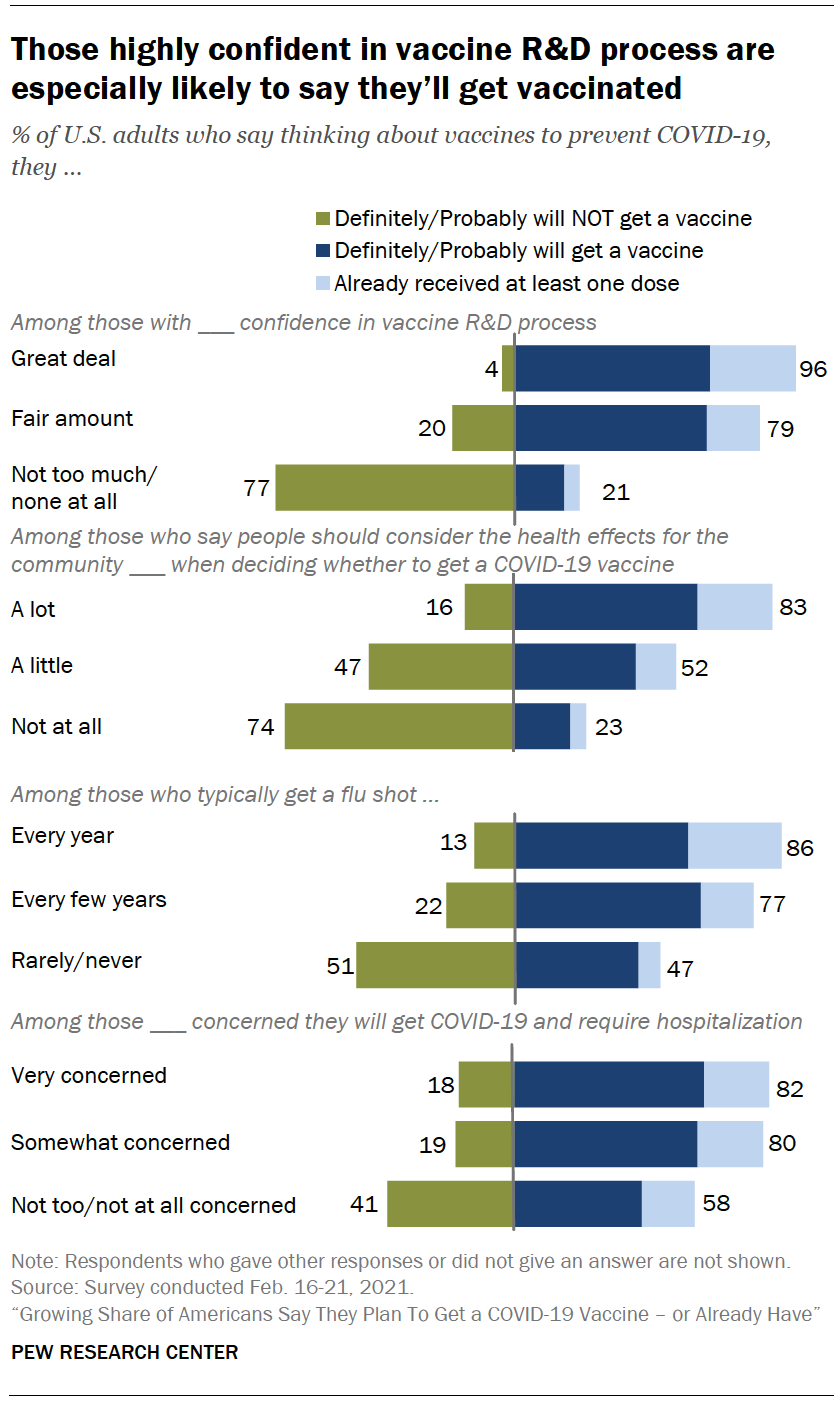 Those highly confident in vaccine R&D process are
especially likely to say they’ll get vaccinated
% of U.S. adults who say thinking about vaccines to prevent COVID-19,
they ...
Definitely/Probably will NOT get a vaccine
Definitely/Probably will get a vaccine
Already received at least one dose
Among those with ___ confidence in vaccine R&D process
Great deal 4 96
Fair amount 20 79
Not too much/
none at all 77 21
Among those who say people should consider the health effects for the
community ___ when deciding whether to get a COVID-19 vaccine
A lot 16 83
A little 47 52
Not at all 74 23
Among those who typically get a flu shot ...
Every year 13 86
Every few years 22 77
Rarely/never 51 47
Among those ___ concerned they will get COVID-19 and require hospitalization
Very concerned 18 82
Somewhat concerned 19 80
Not too/not at all concerned 41 58
Note: Respondents who gave other responses or did not give an answer are not shown.
Source: Survey conducted Feb. 16-21, 2021.
“Growing Share of Americans Say They Plan To Get a COVID-19 Vaccine – or Already Have”
PEW RESEARCH CENTER